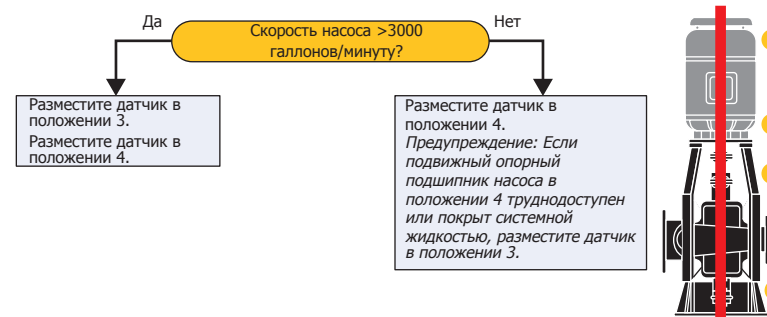 Да
Скорость насоса >3000
галлонов/минуту?
Нет
Разместите датчик в
положении 3.
Разместите датчик в
положении 4.
Разместите датчик в
положении 4.
Предупреждение: Если
подвижный опорный
подшипник насоса в
положении 4 труднодоступен
или покрыт системной
жидкостью, разместите датчик
в положении 3.